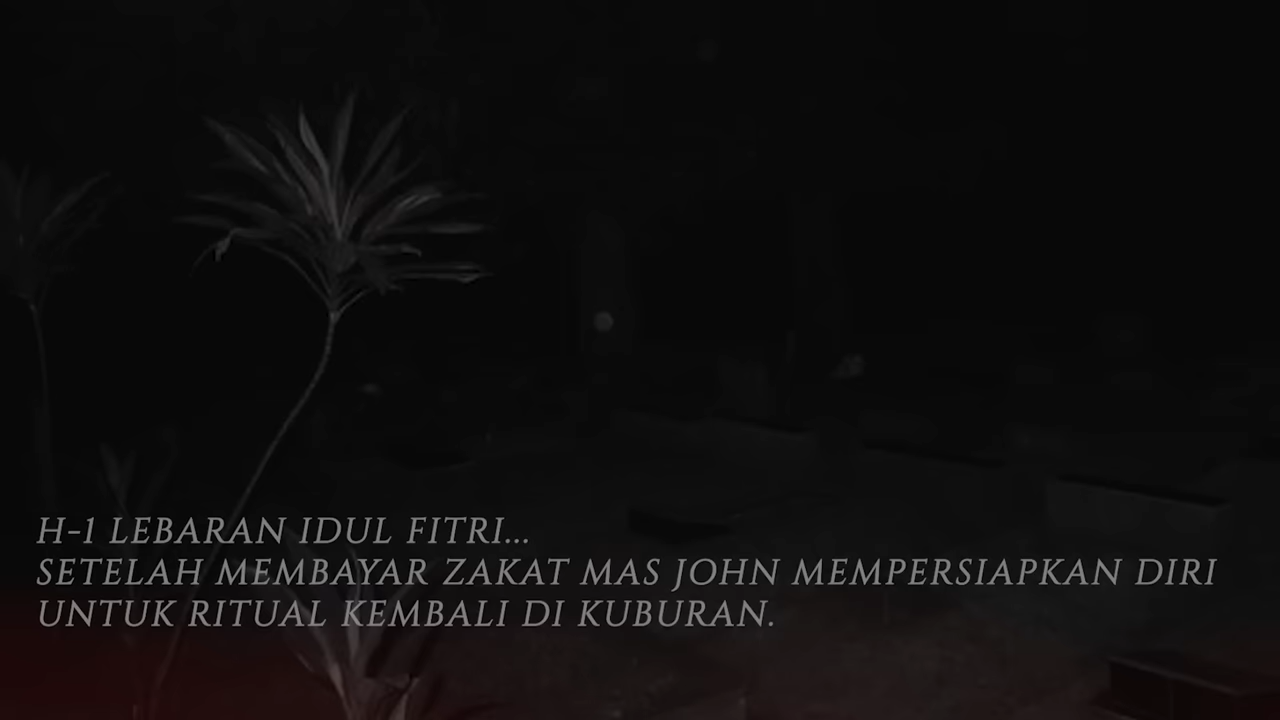 H-1 LEBARAN IDUL FITRI...
SETELAH MEMBAYAR ZAKAT MAS JOHN MEMPERSIAPKAN DIRI
UNTUK RITUAL KEMBALI DI KUBURAN.